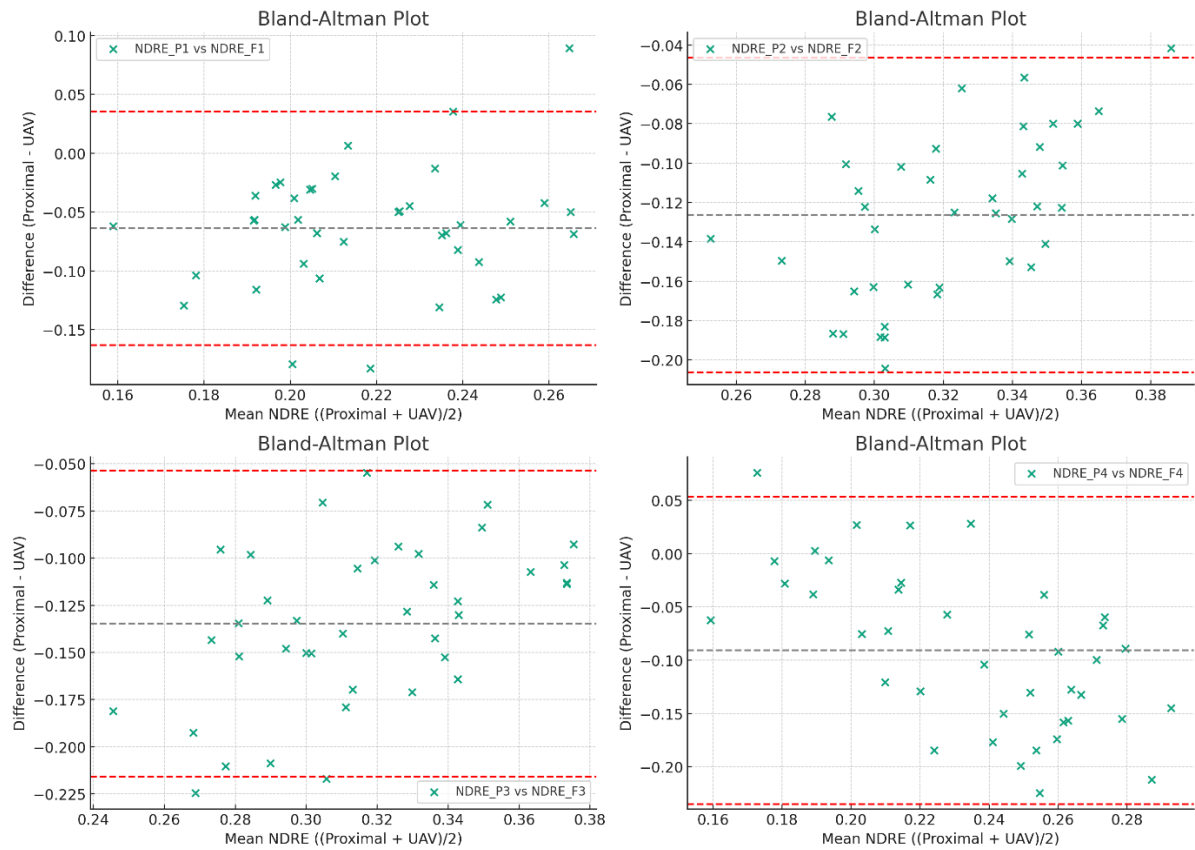 Bland-Altman Plot
NDRE_P1 vs NDRE_F1
Difference (Proximal - UAV)
0.10
0.05
0.00
−0.05
−0.10
−0.15
0.16 0.18 0.20 0.22 0.24 0.26
Mean NDRE ((Proximal + UAV)/2)
Bland-Altman Plot
NDRE_P2 vs NDRE_F2
Difference (Proximal - UAV)
−0.04
−0.06
−0.08
−0.10
−0.12
−0.14
−0.16
−0.18
−0.20
0.26 0.28 0.30 0.32 0.34 0.36 0.38
Mean NDRE ((Proximal + UAV)/2)
Bland-Altman Plot
Difference (Proximal - UAV)
−0.050
−0.075
−0.100
−0.125
−0.150
−0.175
−0.200
−0.225
NDRE_P3 vs NDRE_F3
0.24 0.26 0.28 0.30 0.32 0.34 0.36 0.38
Mean NDRE ((Proximal + UAV)/2)
Bland-Altman Plot
NDRE_P4 vs NDRE_F4
Difference (Proximal - UAV)
0.05
0.00
−0.05
−0.10
−0.15
−0.20
0.16 0.18 0.20 0.22 0.24 0.26 0.28
Mean NDRE ((Proximal + UAV)/2)